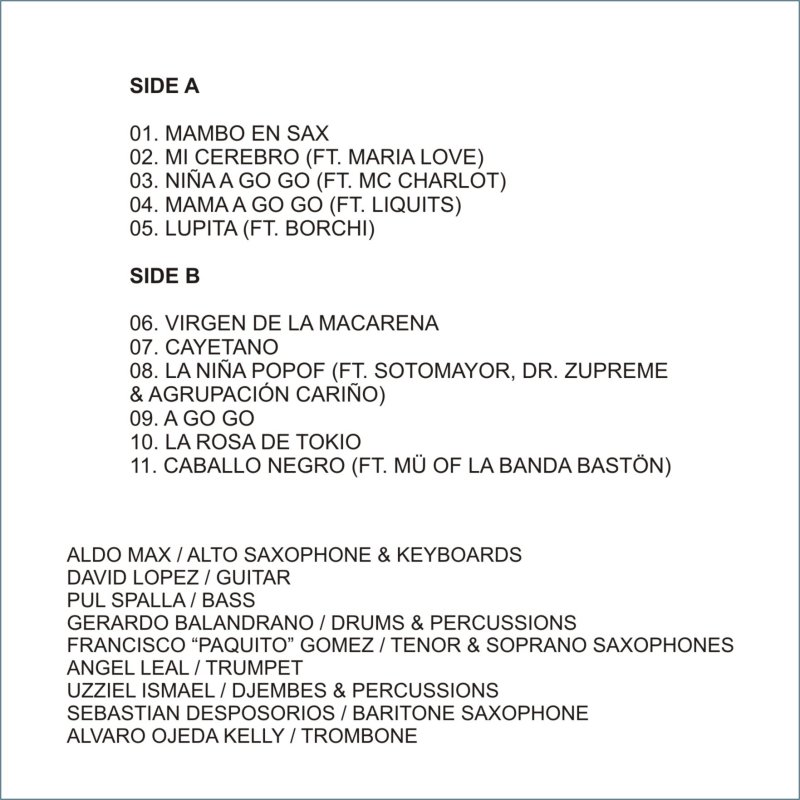 SIDE A
01. MAMBO EN SAX
02. MI CEREBRO (FT. MARIA LOVE)
03. NIÑA A GO GO (FT. MC CHARLOT)
04. MAMA A GO GO (FT. LIQUITS)
05. LUPITA (FT. BORCHI)
SIDE B
06. VIRGEN DE LA MACARENA
07. CAYETANO
08. LA NIÑA POPOF (FT. SOTOMAYOR, DR. ZUPREME
& AGRUPACIÓN CARIÑO)
09. A GO GO
10. LA ROSA DE TOKIO
11. CABALLO NEGRO (FT. MÜ OF LA BANDA BASTÖN)
ALDO MAX / ALTO SAXOPHONE & KEYBOARDS
DAVID LOPEZ / GUITAR
PUL SPALLA / BASS
GERARDO BALANDRANO / DRUMS & PERCUSSIONS
FRANCISCO “PAQUITO” GOMEZ / TENOR & SOPRANO SAXOPHONES
ANGEL LEAL / TRUMPET
UZZIEL ISMAEL / DJEMBES & PERCUSSIONS
SEBASTIAN DESPOSORIOS / BARITONE SAXOPHONE
ALVARO OJEDA KELLY / TROMBONE